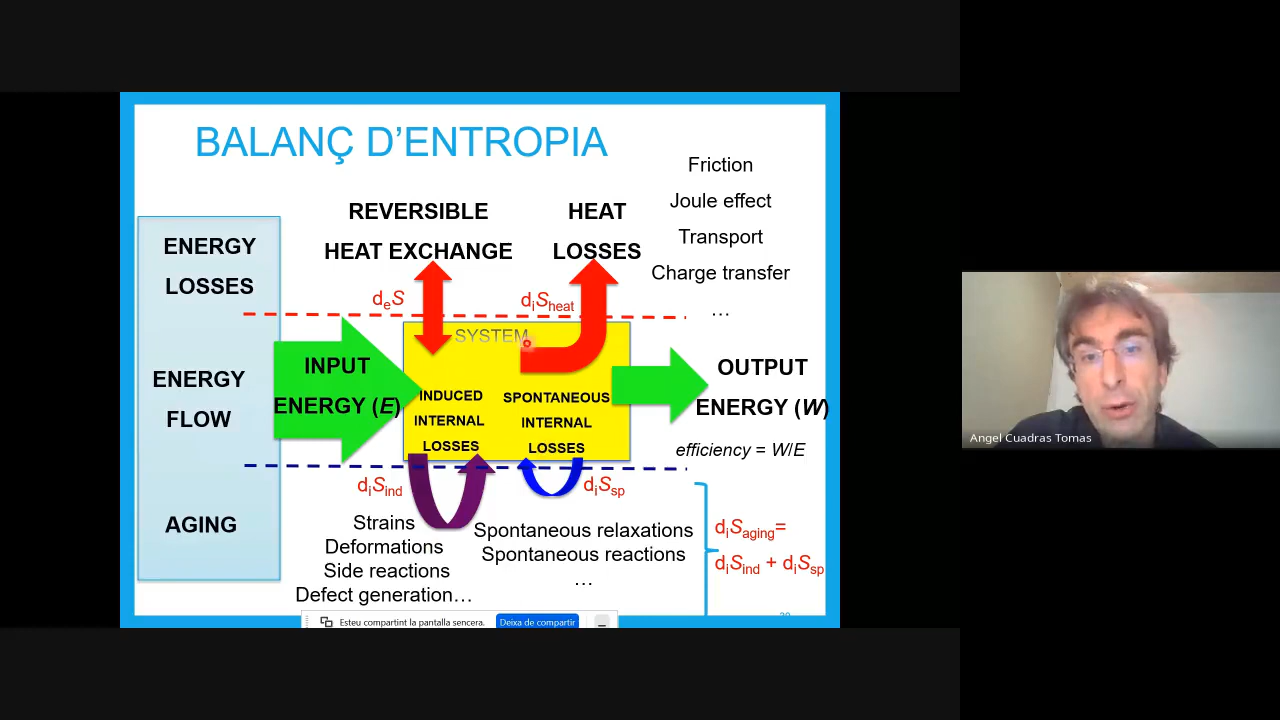 BALANÇ D’ENTROPIA
Friction
Joule effect
Transport
Charge transfer
…
REVERSIBLE
HEAT EXCHANGE
HEAT
LOSSES
ENERGY
LOSSES
deS
diSheat
SYSTEM
INPUT
ENERGY (E)
ENERGY
FLOW
INDUCED
INTERNAL
LOSSES
SPONTANEOUS
INTERNAL
LOSSES
OUTPUT
ENERGY (W)
efficiency = W/E
diSind
diSsp
AGING
Strains
Deformations
Side reactions
Defect generation…
Spontaneous relaxations
Spontaneous reactions
…
diSaging=
diSind + diSsp
Esteu compartint la pantalla sencera.
Deixa de compartir
Angel Cuadras Tomas